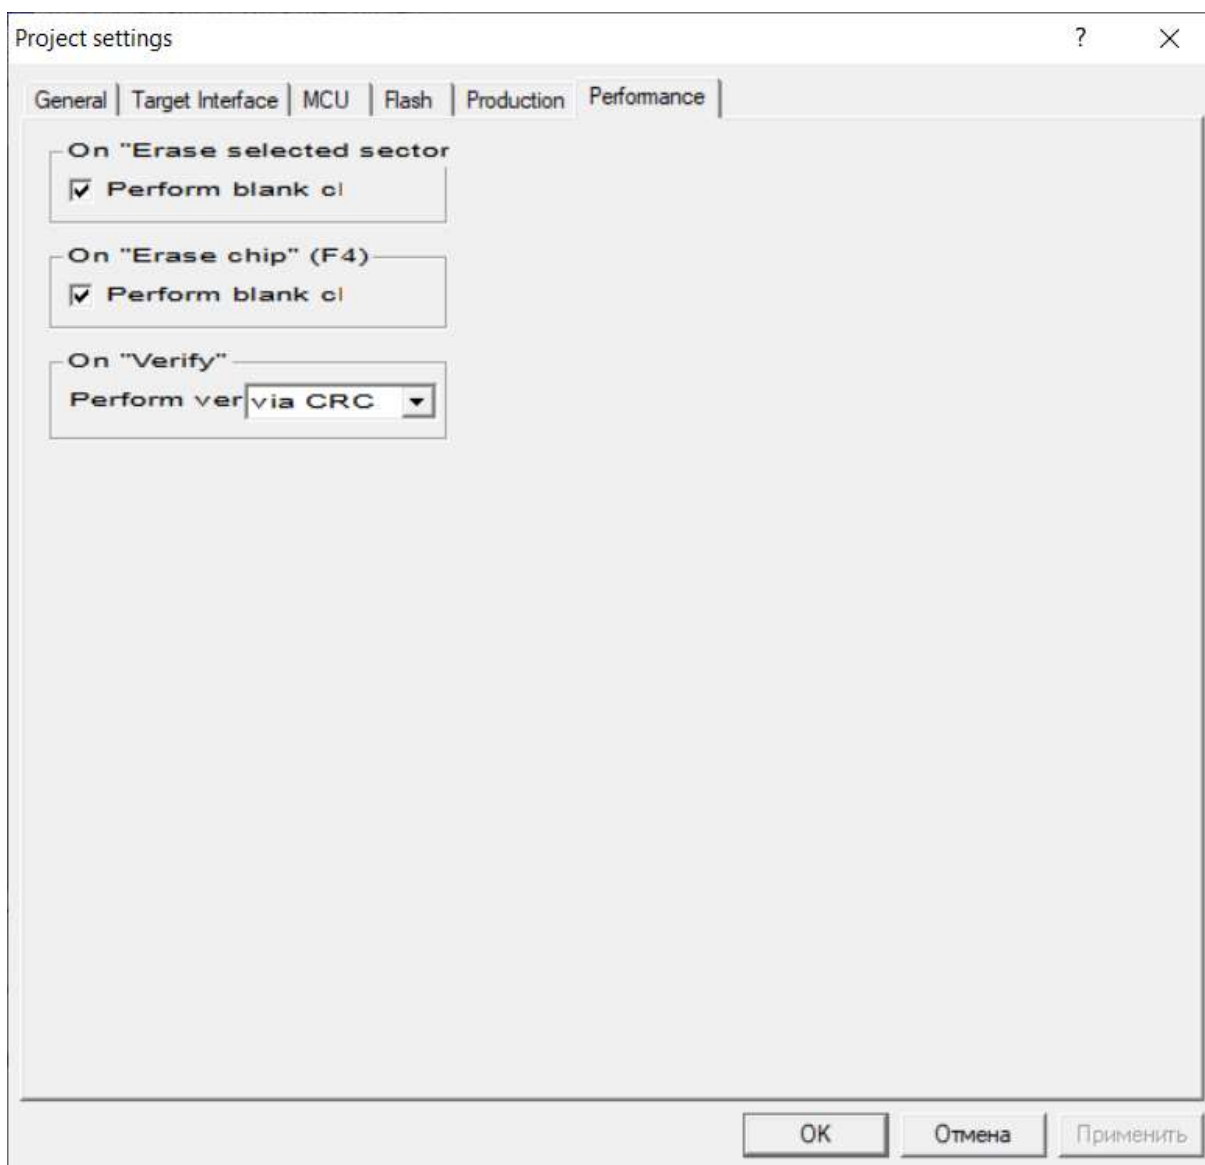 Project settings ?
General Target Interface MCU Flash Production Performance
On "Erase selected sector
Perform blank cl
On "Erase chip" (F4)
Perform blank cl
On "Verify"
Perform ver via CRC
OK Отмена Применить